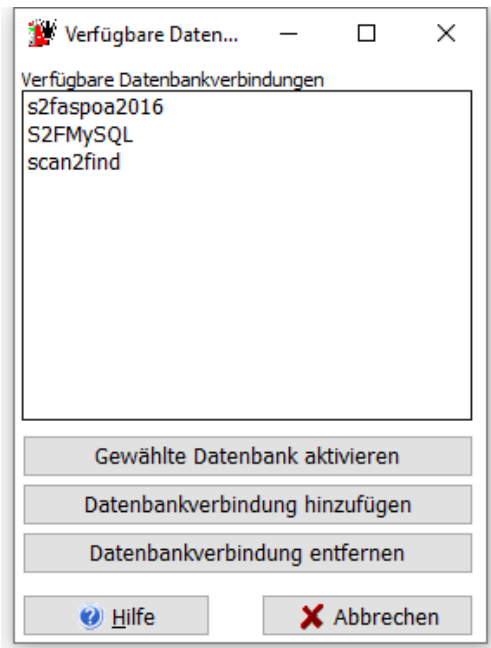 Verfügbare Daten...
Verfügbare Datenbankverbindungen
s2faspoa2016
S2FMySQL
scan2find
Gewählte Datenbank aktivieren
Datenbankverbindung hinzufügen
Datenbankverbindung entfernen
Hilfe
Abbrechen